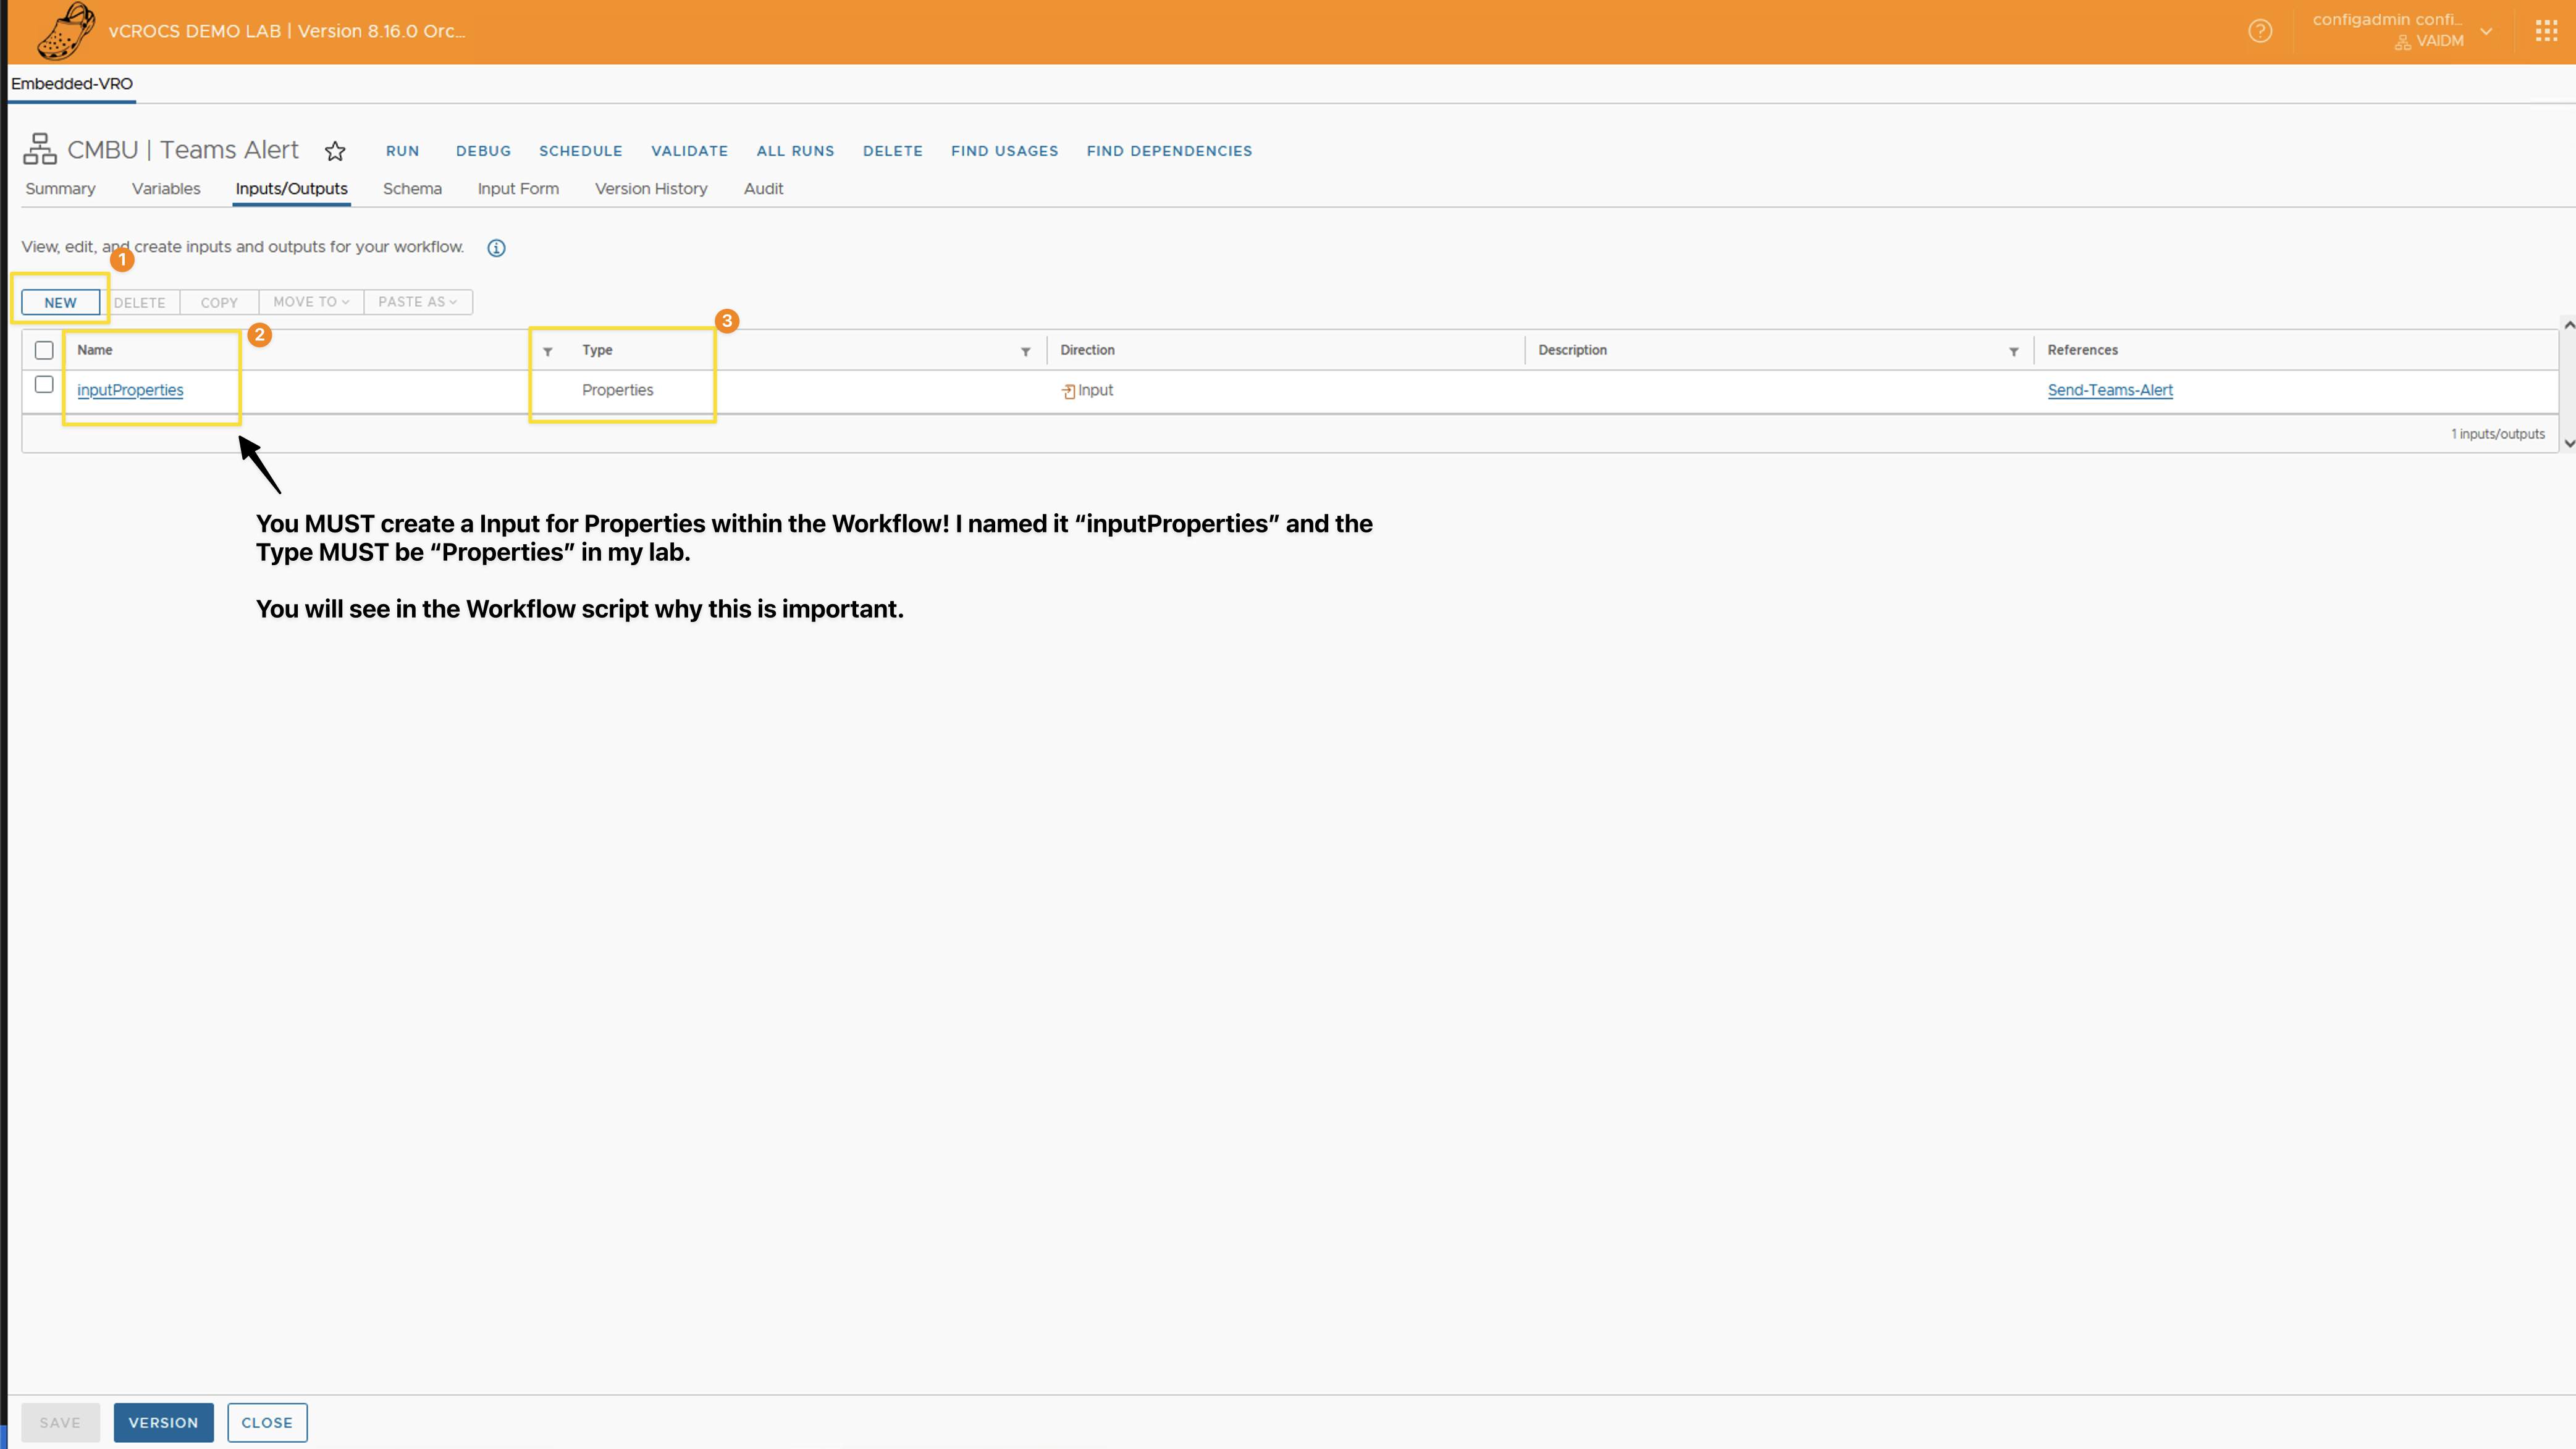 vCROCS DEMO LAB | Version 8.16.0 Orc...
configadmin confi...
VAIDM
Embedded-VRO
CMBU | Teams Alert
RUN DEBUG SCHEDULE VALIDATE ALL RUNS DELETE FIND USAGES FIND DEPENDENCIES
Summary Variables Inputs/Outputs Schema Input Form Version History Audit
View, edit, and create inputs and outputs for your workflow.
1
NEW DELETE COPY MOVE TO PASTE AS
2 3
Name Type Direction Description References
inputProperties Properties Input Send-Teams-Alert
1 inputs/outputs
You MUST create a Input for Properties within the Workflow! I named it “inputProperties” and the
Type MUST be “Properties” in my lab.
You will see in the Workflow script why this is important.
SAVE VERSION CLOSE